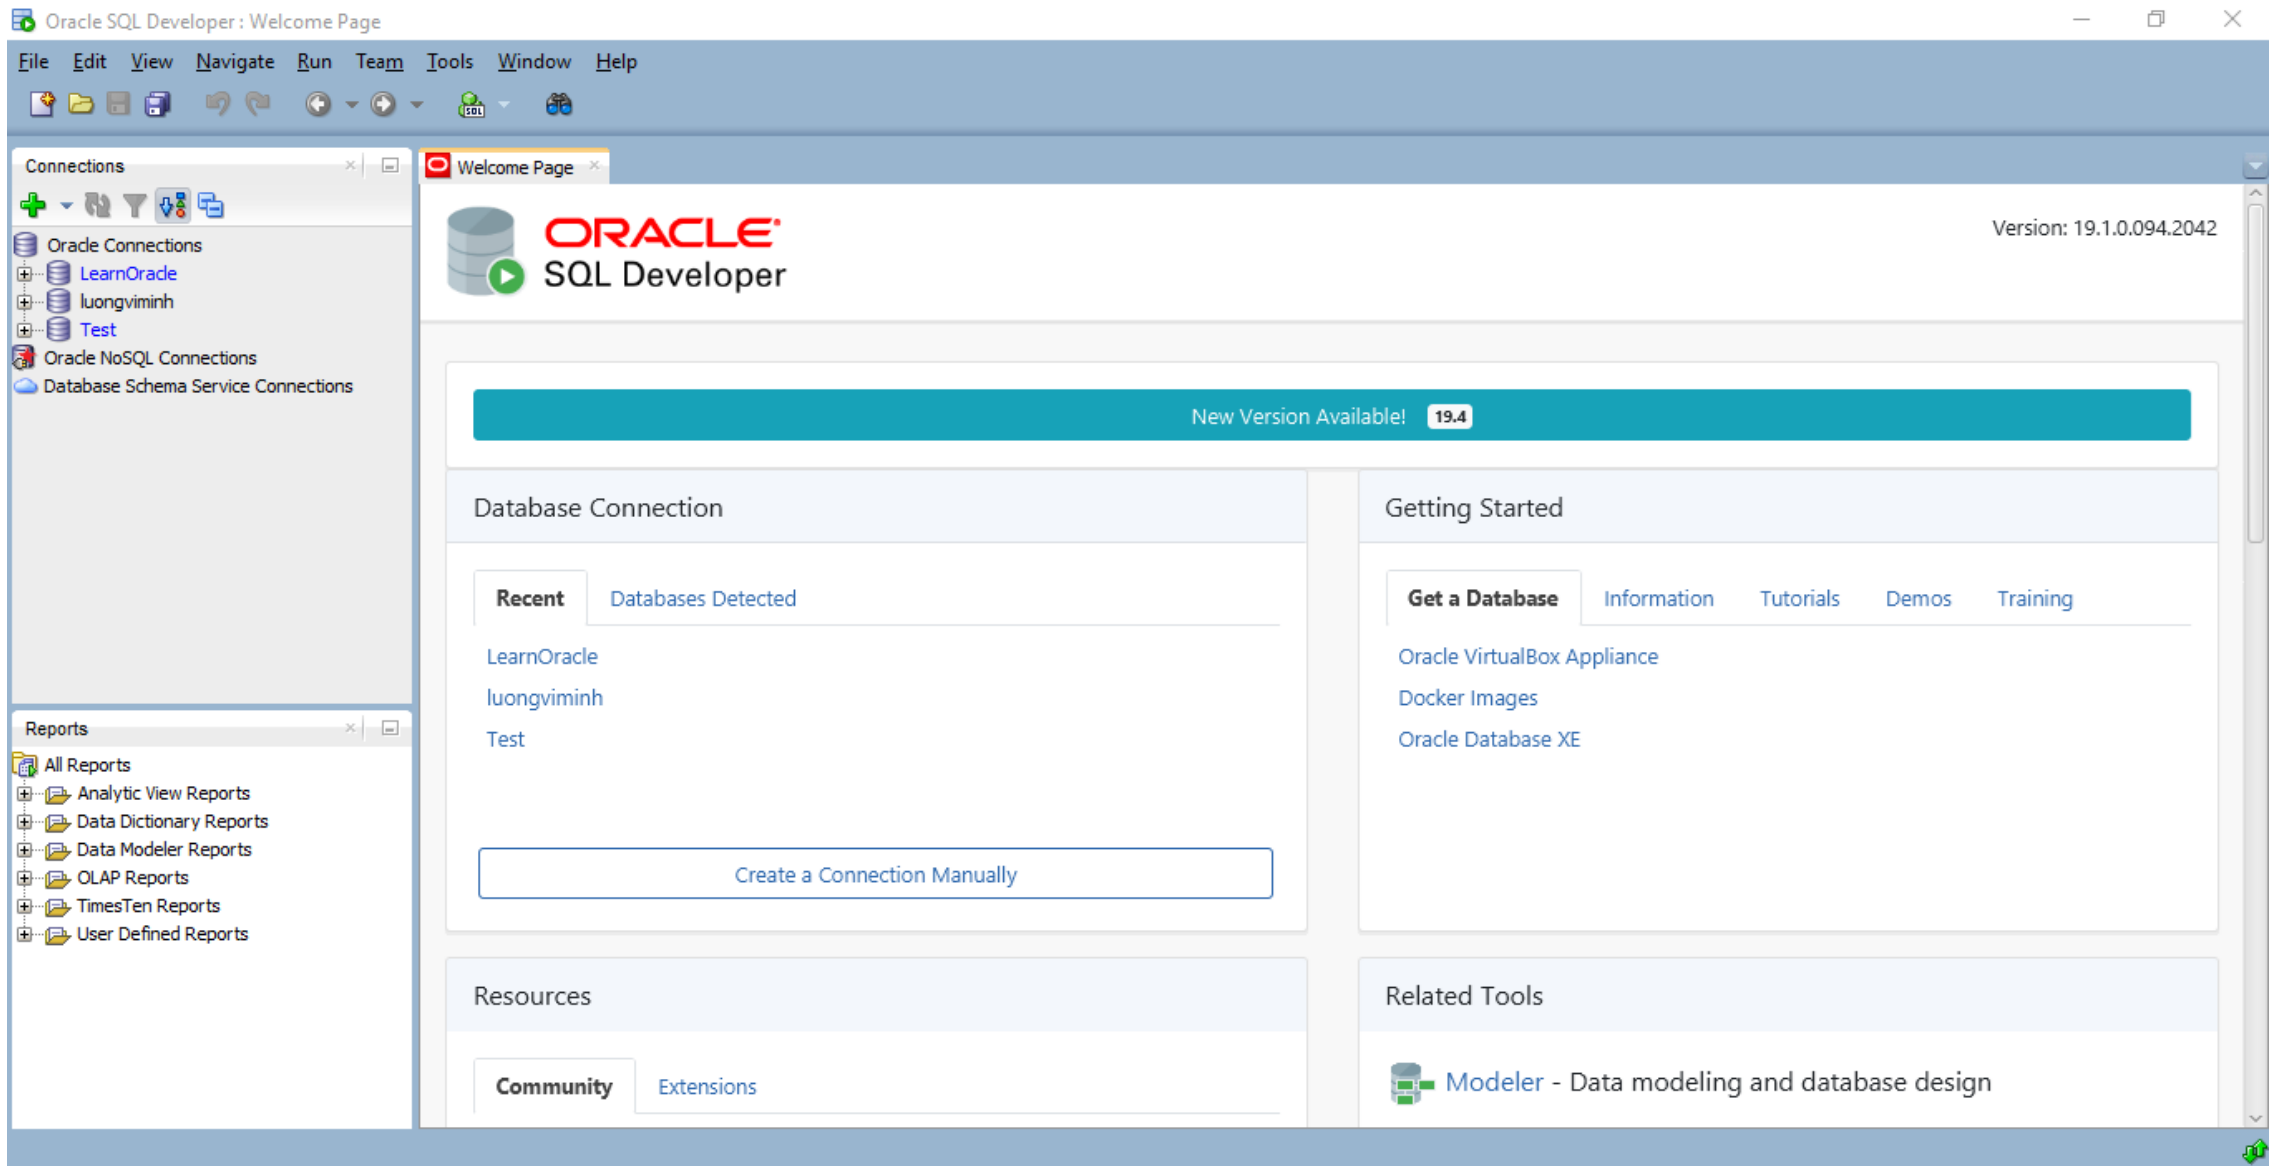 Oracle SQL Developer : Welcome Page
File Edit View Navigate Run Team Tools Window Help
SQL
Connections
Oracle Connections
LearnOracle
luongviminh
Test
Oracle NoSQL Connections
Database Schema Service Connections
Reports
All Reports
Analytic View Reports
Data Dictionary Reports
Data Modeler Reports
OLAP Reports
TimesTen Reports
User Defined Reports
Welcome Page
ORACLE
SQL Developer
Version: 19.1.0.094.2042
New Version Available! 19.4
Database Connection
Recent Databases Detected
LearnOracle
luongviminh
Test
Create a Connection Manually
Getting Started
Get a Database Information Tutorials Demos Training
Oracle VirtualBox Appliance
Docker Images
Oracle Database XE
Resources
Community Extensions
Related Tools
Modeler - Data modeling and database design